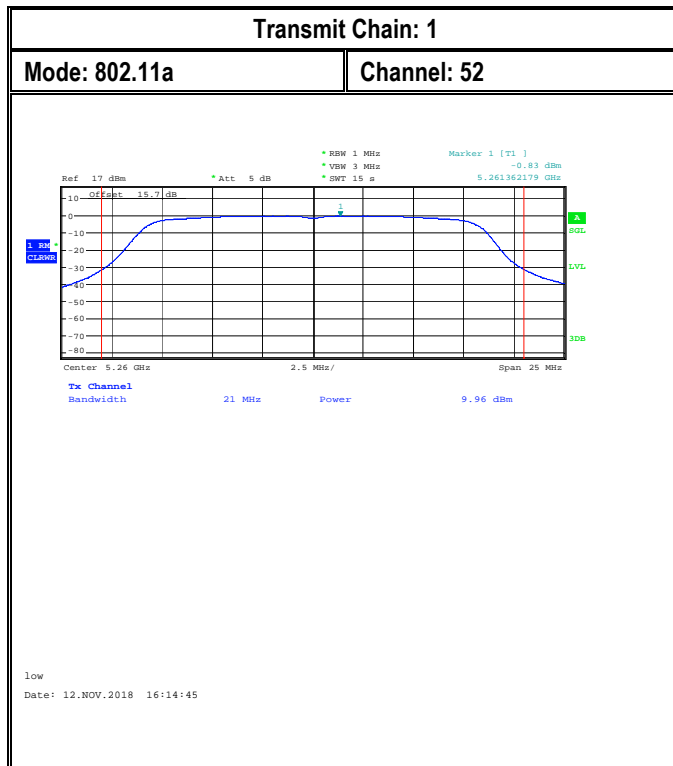 Transmit Chain: 1
Mode: 802.11a Channel: 52
* RBW 1 MHz Marker 1 [T1 ]
* VBW 3 MHz -0.83 dBm
Ref 17 dBm * Att 5 dB * SWT 15 s 5.261362179 GHz
Offset 15.7 dB
10
1
0
A
SGL
-10
1 RM *
CLRWR
-20
-30
LVL
-40
-50
-60
-70
3DB
-80
Center 5.26 GHz 2.5 MHz/ Span 25 MHz
Tx Channel
Bandwidth 21 MHz Power 9.96 dBm
low
Date: 12.NOV.2018 16:14:45